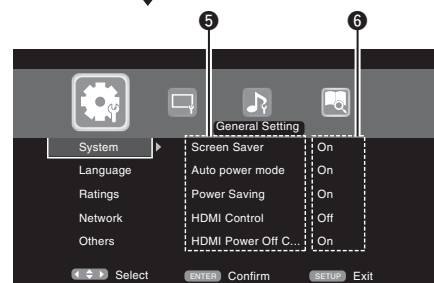 5 6
General Setting
System Screen Saver On
Language Auto power mode On
Ratings Power Saving On
Network HDMI Control Off
Others HDMI Power Off C... On
Select ENTER Confirm SETUP Exit